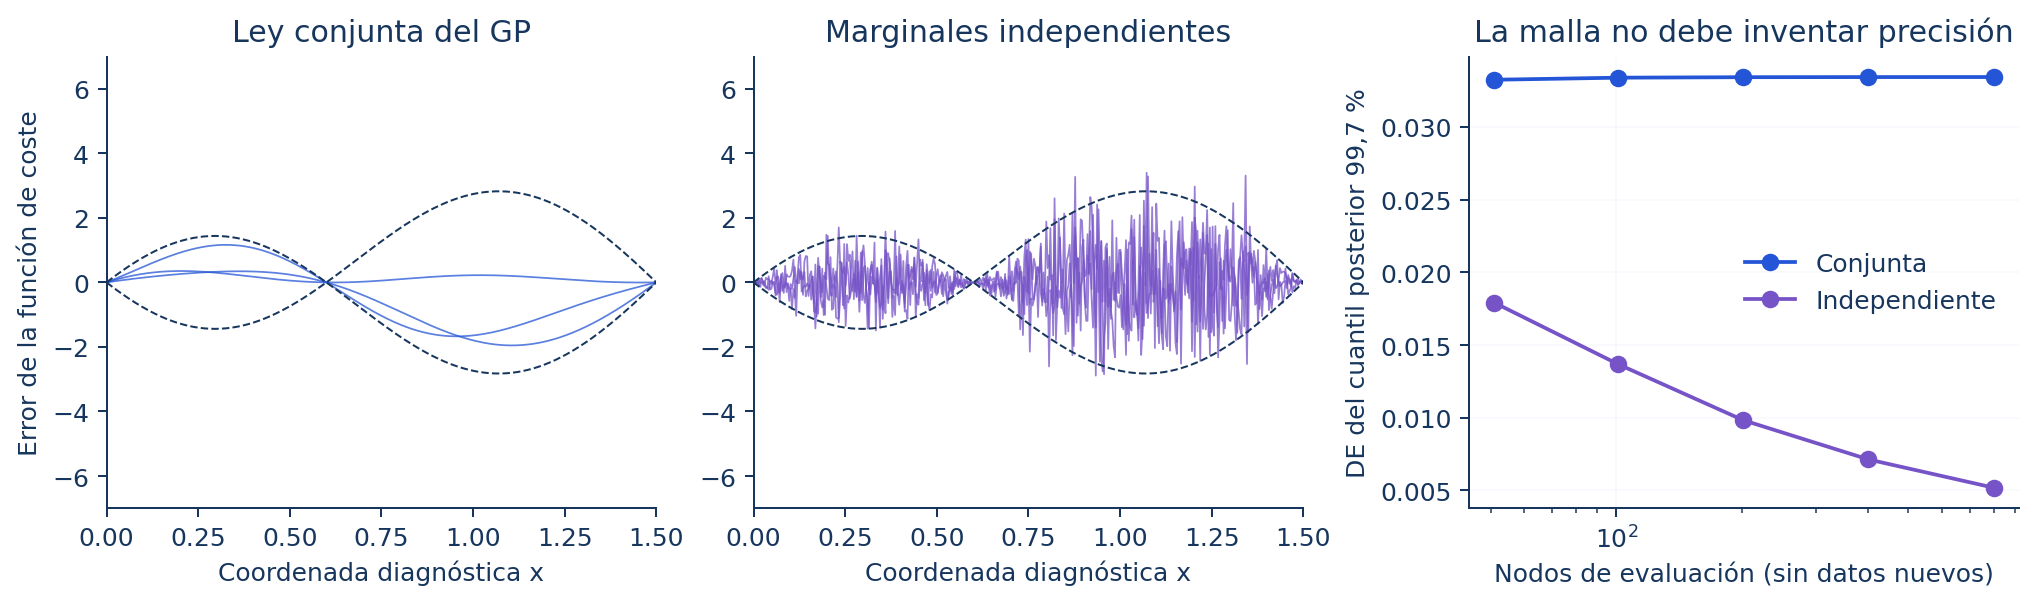 Ley conjunta del GP
Error de la función de coste
6
4
2
0
−2
−4
−6
0.00 0.25 0.50 0.75 1.00 1.25 1.50
Coordenada diagnóstica x
Marginales independientes
6
4
2
0
−2
−4
−6
0.00 0.25 0.50 0.75 1.00 1.25 1.50
Coordenada diagnóstica x
La malla no debe inventar precisión
DE del cuantil posterior 99,7 %
0.030
0.025
0.020
0.015
0.010
0.005
Conjunta
Independiente
10²
Nodos de evaluación (sin datos nuevos)